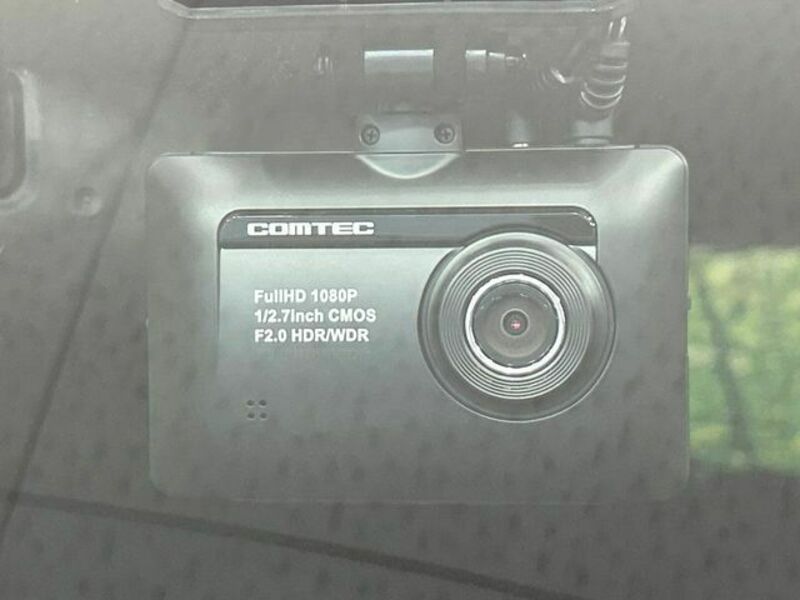 COMTEC
FullHD 1080P
1/2.7inch CMOS
F2.0 HDR/WDR